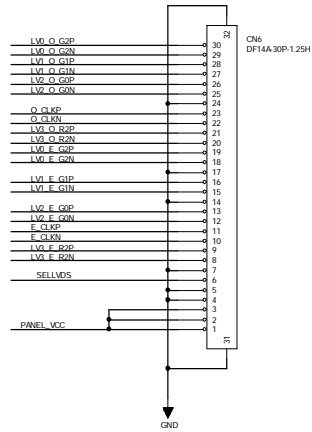 32
CN6
DF14A-30P-1.25H
LV0_O_G2P 30
LV0_O_G2N 29
LV1_O_G1P 28
LV1_O_G1N 27
LV2_O_G0P 26
LV2_O_G0N 25
24
O_CLKP 23
O_CLKN 22
LV3_O_R2P 21
LV3_O_R2N 20
LV0_E_G2P 19
LV0_E_G2N 18
17
LV1_E_G1P 16
LV1_E_G1N 15
14
LV2_E_G0P 13
LV2_E_G0N 12
E_CLKP 11
E_CLKN 10
LV3_E_R2P 9
LV3_E_R2N 8
7
SELLVDS 6
5
4
3
2
PANEL_VCC 1
31
GND